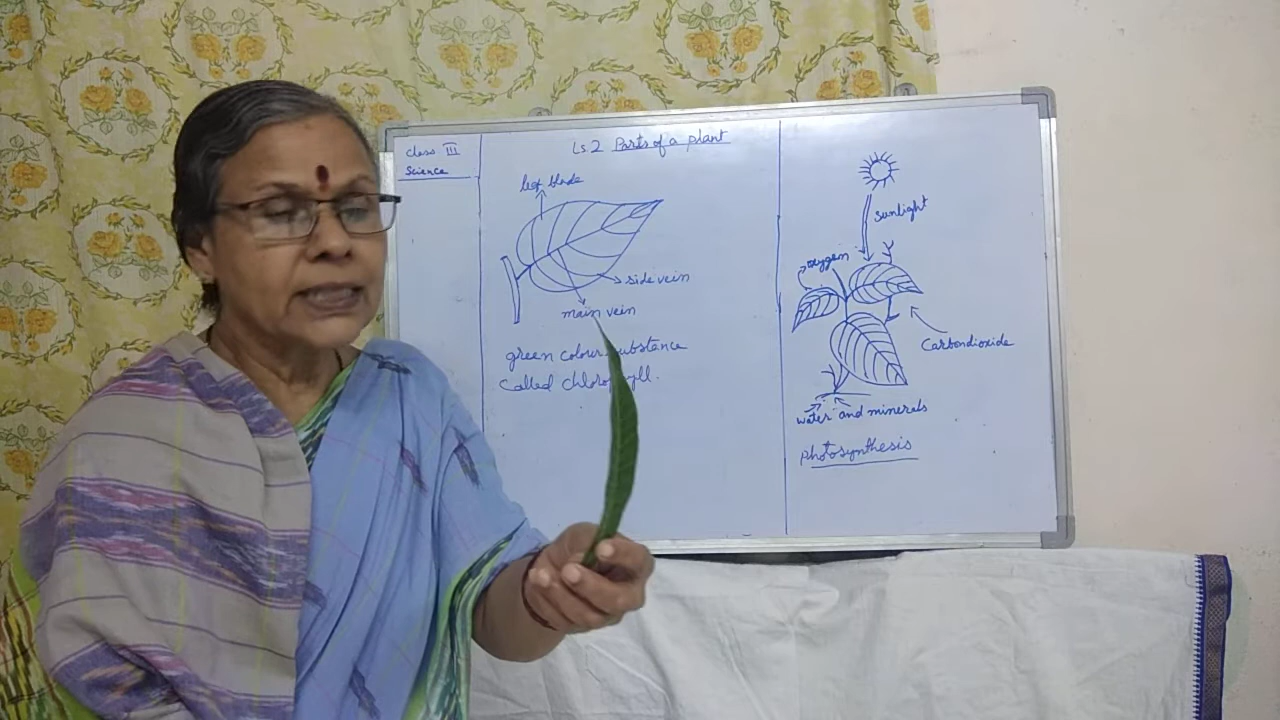 Class III
Science
Ls 2 Parts of a plant
leaf blade
side vein
main vein
green colour substance
Called chlorophyll.
sunlight
oxygen
Carbondioxide
water and minerals
photosynthesis